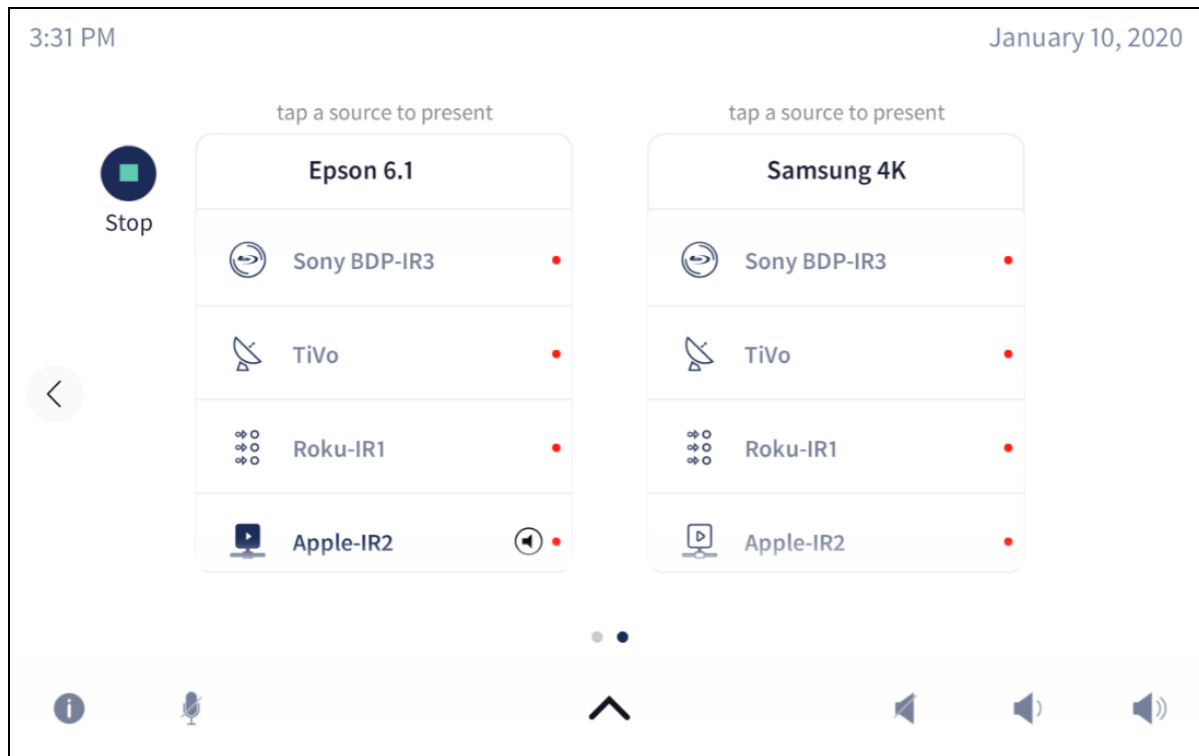 3:31 PM
January 10, 2020
tap a source to present
tap a source to present
Stop
Epson 6.1
Sony BDP-IR3
TiVo
Roku-IR1
Apple-IR2
Samsung 4K
Sony BDP-IR3
TiVo
Roku-IR1
Apple-IR2